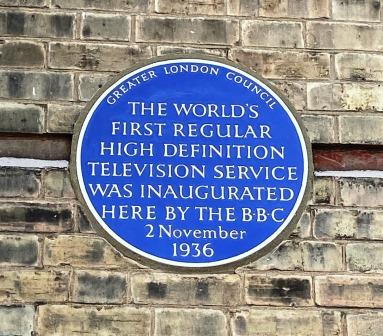 GREATER LONDON COUNCIL
THE WORLD'S
FIRST REGULAR
HIGH DEFINITION
TELEVISION SERVICE
WAS INAUGURATED
HERE BY THE B·B·C
2 November
1936